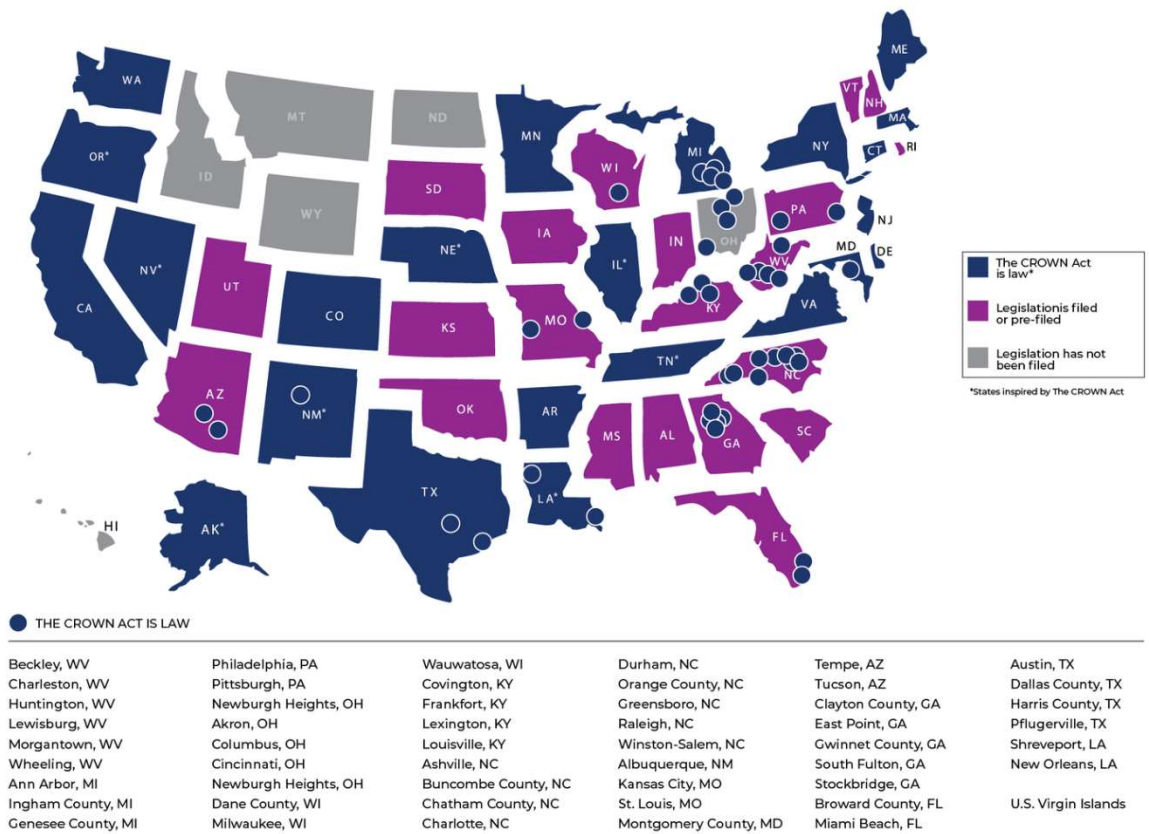 WA
OR*
CA
NV*
ID
MT
WY
UT
AZ
CO
NM*
ND
SD
NE*
KS
OK
TX
MN
IA
MO
AR
LA*
WI
IL*
MI
IN
OH
KY
TN*
MS
AL
GA
FL
SC
NC
VA
WV
PA
NY
VT
NH
ME
MA
CT
RI
NJ
DE
MD
AK*
HI
The CROWN Act
is law*
Legislationis filed
or pre-filed
Legislation has not
been filed
*States inspired by The CROWN Act
THE CROWN ACT IS LAW
Beckley, WV
Charleston, WV
Huntington, WV
Lewisburg, WV
Morgantown, WV
Wheeling, WV
Ann Arbor, MI
Ingham County, MI
Genesee County, MI
Philadelphia, PA
Pittsburgh, PA
Newburgh Heights, OH
Akron, OH
Columbus, OH
Cincinnati, OH
Newburgh Heights, OH
Dane County, WI
Milwaukee, WI
Wauwatosa, WI
Covington, KY
Frankfort, KY
Lexington, KY
Louisville, KY
Ashville, NC
Buncombe County, NC
Chatham County, NC
Charlotte, NC
Durham, NC
Orange County, NC
Greensboro, NC
Raleigh, NC
Winston-Salem, NC
Albuquerque, NM
Kansas City, MO
St. Louis, MO
Montgomery County, MD
Tempe, AZ
Tucson, AZ
Clayton County, GA
East Point, GA
Gwinnet County, GA
South Fulton, GA
Stockbridge, GA
Broward County, FL
Miami Beach, FL
Austin, TX
Dallas County, TX
Harris County, TX
Pflugerville, TX
Shreveport, LA
New Orleans, LA
U.S. Virgin Islands